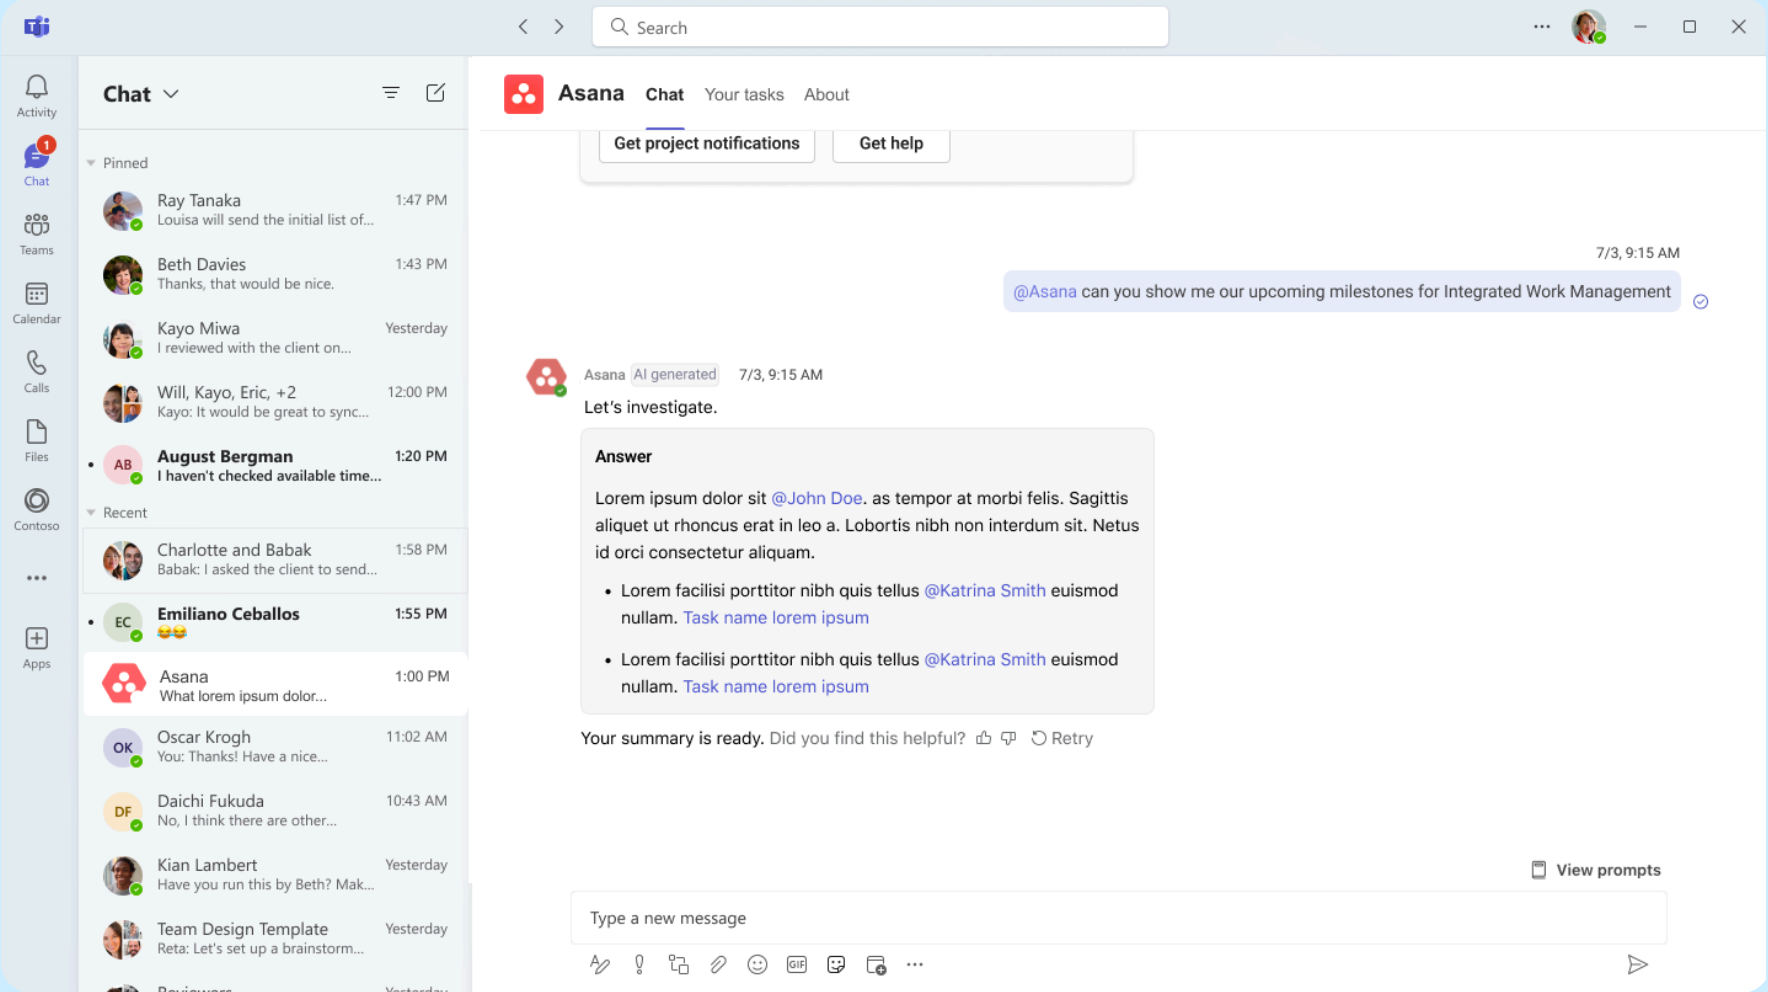 Search
Activity
1
Chat
Teams
Calendar
Calls
Files
Contoso
Apps
Chat
Pinned
Ray Tanaka 1:47 PM
Louisa will send the initial list of...
Beth Davies 1:43 PM
Thanks, that would be nice.
Kayo Miwa Yesterday
I reviewed with the client on...
Will, Kayo, Eric, +2 12:00 PM
Kayo: It would be great to sync...
AB August Bergman 1:20 PM
I haven't checked available time...
Recent
Charlotte and Babak 1:58 PM
Babak: I asked the client to send...
EC Emiliano Ceballos 1:55 PM
😂😂
Asana 1:00 PM
What lorem ipsum dolor...
OK Oscar Krogh 11:02 AM
You: Thanks! Have a nice...
DF Daichi Fukuda 10:43 AM
No, I think there are other...
Kian Lambert Yesterday
Have you run this by Beth? Mak...
Team Design Template Yesterday
Reta: Let's set up a brainstorm...
Reviewers Yesterday
Asana Chat Your tasks About
Get project notifications Get help
7/3, 9:15 AM
@Asana can you show me our upcoming milestones for Integrated Work Management
Asana AI generated 7/3, 9:15 AM
Let's investigate.
Answer
Lorem ipsum dolor sit @John Doe. as tempor at morbi felis. Sagittis
aliquet ut rhoncus erat in leo a. Lobortis nibh non interdum sit. Netus
id orci consectetur aliquam.
• Lorem facilisi porttitor nibh quis tellus @Katrina Smith euismod
nullam. Task name lorem ipsum
• Lorem facilisi porttitor nibh quis tellus @Katrina Smith euismod
nullam. Task name lorem ipsum
Your summary is ready. Did you find this helpful? Retry
View prompts
Type a new message
GIF